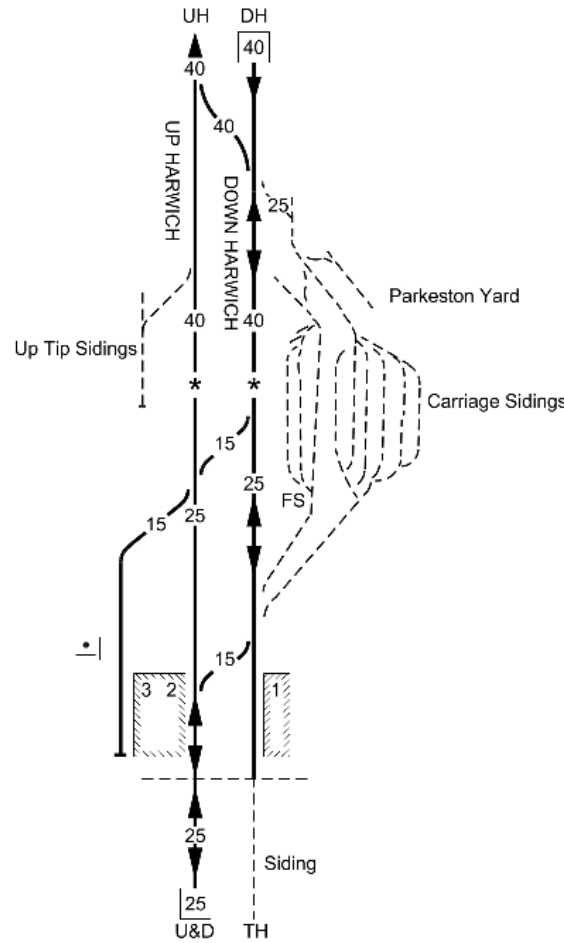 UH DH
40
40
40
UP HARWICH
DOWN HARWICH
25
Parkeston Yard
40 40
Up Tip Sidings
* *
Carriage Sidings
15
25
FS
15 25
15
3 2 1
25
Siding
25
U&D TH